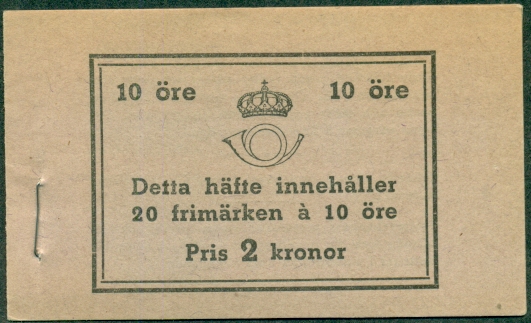 10 öre 10 öre
Detta häfte innehåller
20 frimärken à 10 öre
Pris 2 kronor